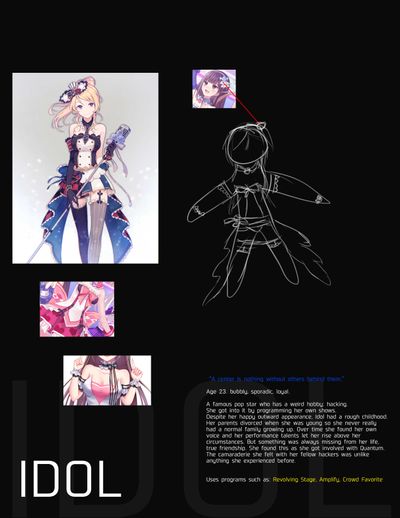 "A center is nothing without others behind them."
Age 23. bubbly, sporadic, loyal.
A famous pop star who has a weird hobby: hacking.
She got into it by programming her own shows.
Despite her happy outward appearance, Idol had a rough childhood.
Her parents divorced when she was young so she never really
had a normal family growing up. Over time she found her own
voice and her performance talents let her rise above her
circumstances. But something was always missing from her life,
true friendship. She found this as she got involved with Quantum.
The camaraderie she felt with her fellow hackers was unlike
anything she experienced before.
Uses programs such as: Revolving Stage, Amplify, Crowd Favorite
IDOL
IDOL